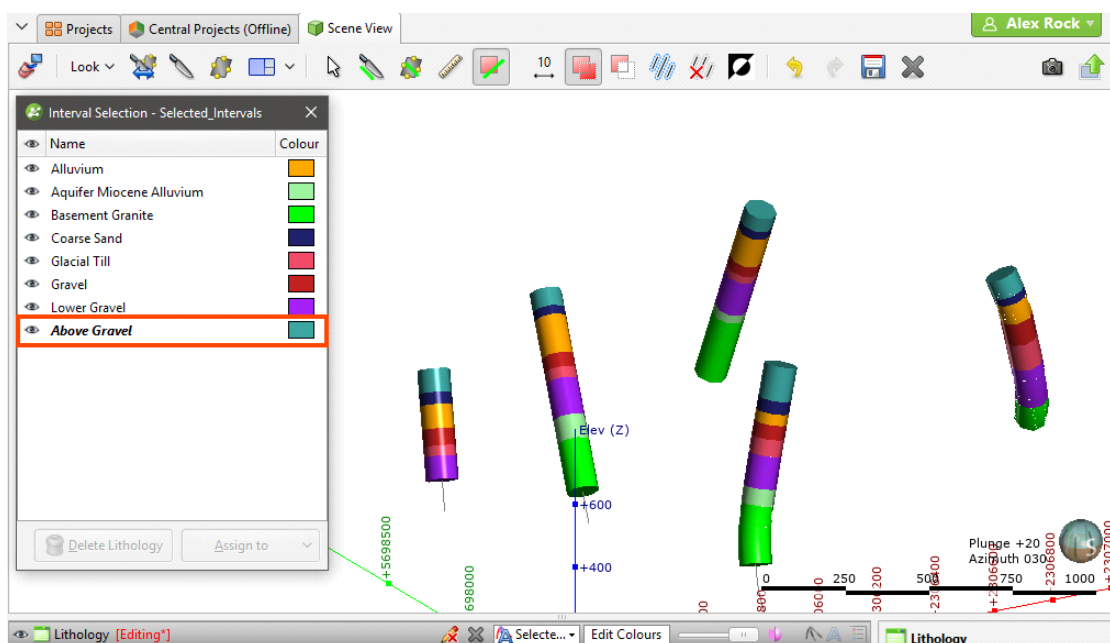 Projects
Central Projects (Offline)
Scene View
Alex Rock
Look
10
Interval Selection - Selected_Intervals
Name Colour
Alluvium
Aquifer Miocene Alluvium
Basement Granite
Coarse Sand
Glacial Till
Gravel
Lower Gravel
Above Gravel
Delete Lithology
Assign to
Elev (Z)
+600
+400
+5698500
698000
Plunge +20
Azimuth 030
0 250 500 750 1000
2306800
+2307000
Lithology [Editing*]
Selecte...
Edit Colours
Lithology